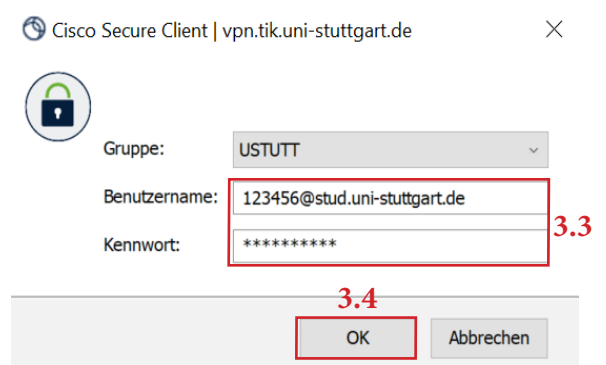 Cisco Secure Client | vpn.tik.uni-stuttgart.de
Gruppe: USTUTT
Benutzername: 123456@stud.uni-stuttgart.de
Kennwort: **********
3.3
3.4
OK Abbrechen